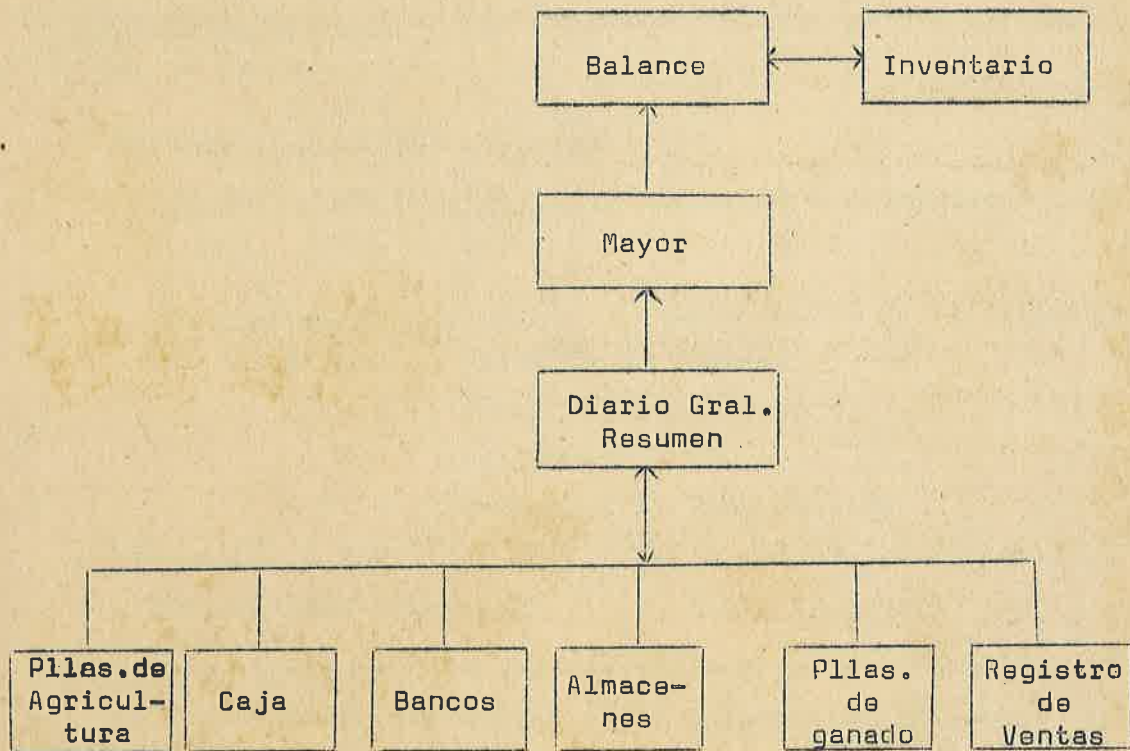 Balance
Inventario
Mayor
Diario Gral.
Resumen
Pllas.de
Agricul-
tura
Caja
Bancos
Almace-
nes
Pllas.
de
ganado
Registro
de
Ventas